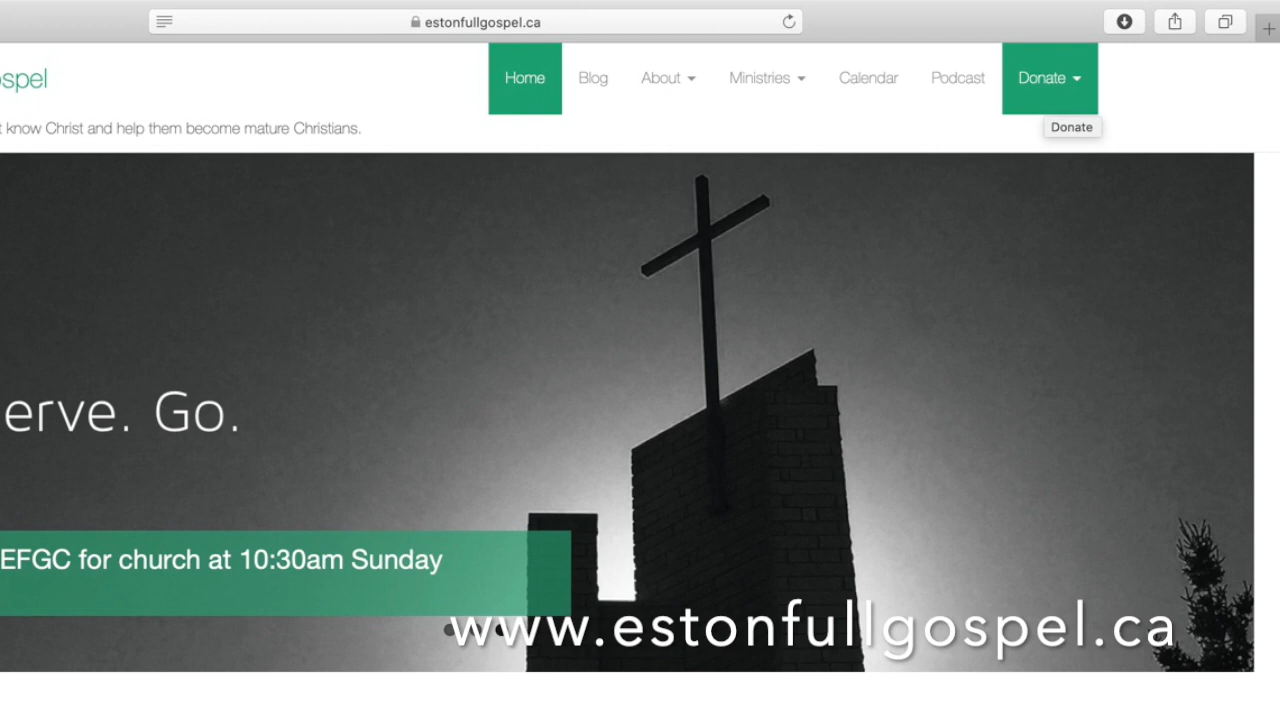 estonfullgospel.ca
ospel
Home Blog About Ministries Calendar Podcast Donate
t know Christ and help them become mature Christians.
Donate
erve. Go.
EFGC for church at 10:30am Sunday
www.estonfullgospel.ca